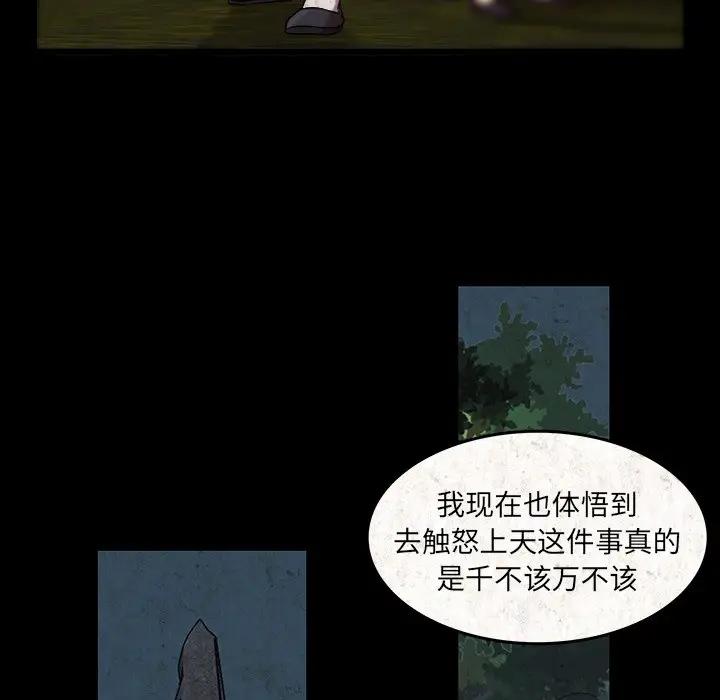 我现在也体悟到
去触怒上天这件事真的
是千不该万不该